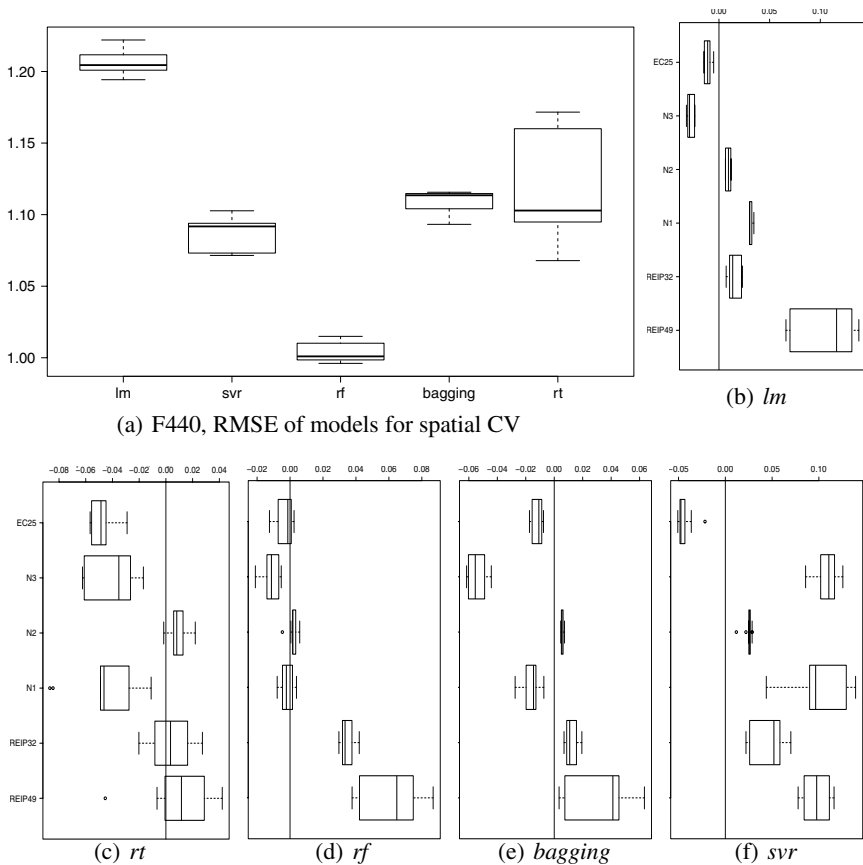 1.20
1.15
1.10
1.05
1.00
lm svr rf bagging rt
(a) F440, RMSE of models for spatial CV
0.00 0.05 0.10
EC25
N3
N2
N1
REIP32
REIP49
(b) lm
−0.08 −0.06 −0.04 −0.02 0.00 0.02 0.04
EC25
N3
N2
N1
REIP32
REIP49
(c) rt
−0.02 0.00 0.02 0.04 0.06 0.08
(d) rf
−0.06 −0.04 −0.02 0.00 0.02 0.04 0.06
(e) bagging
−0.05 0.00 0.05 0.10
(f) svr